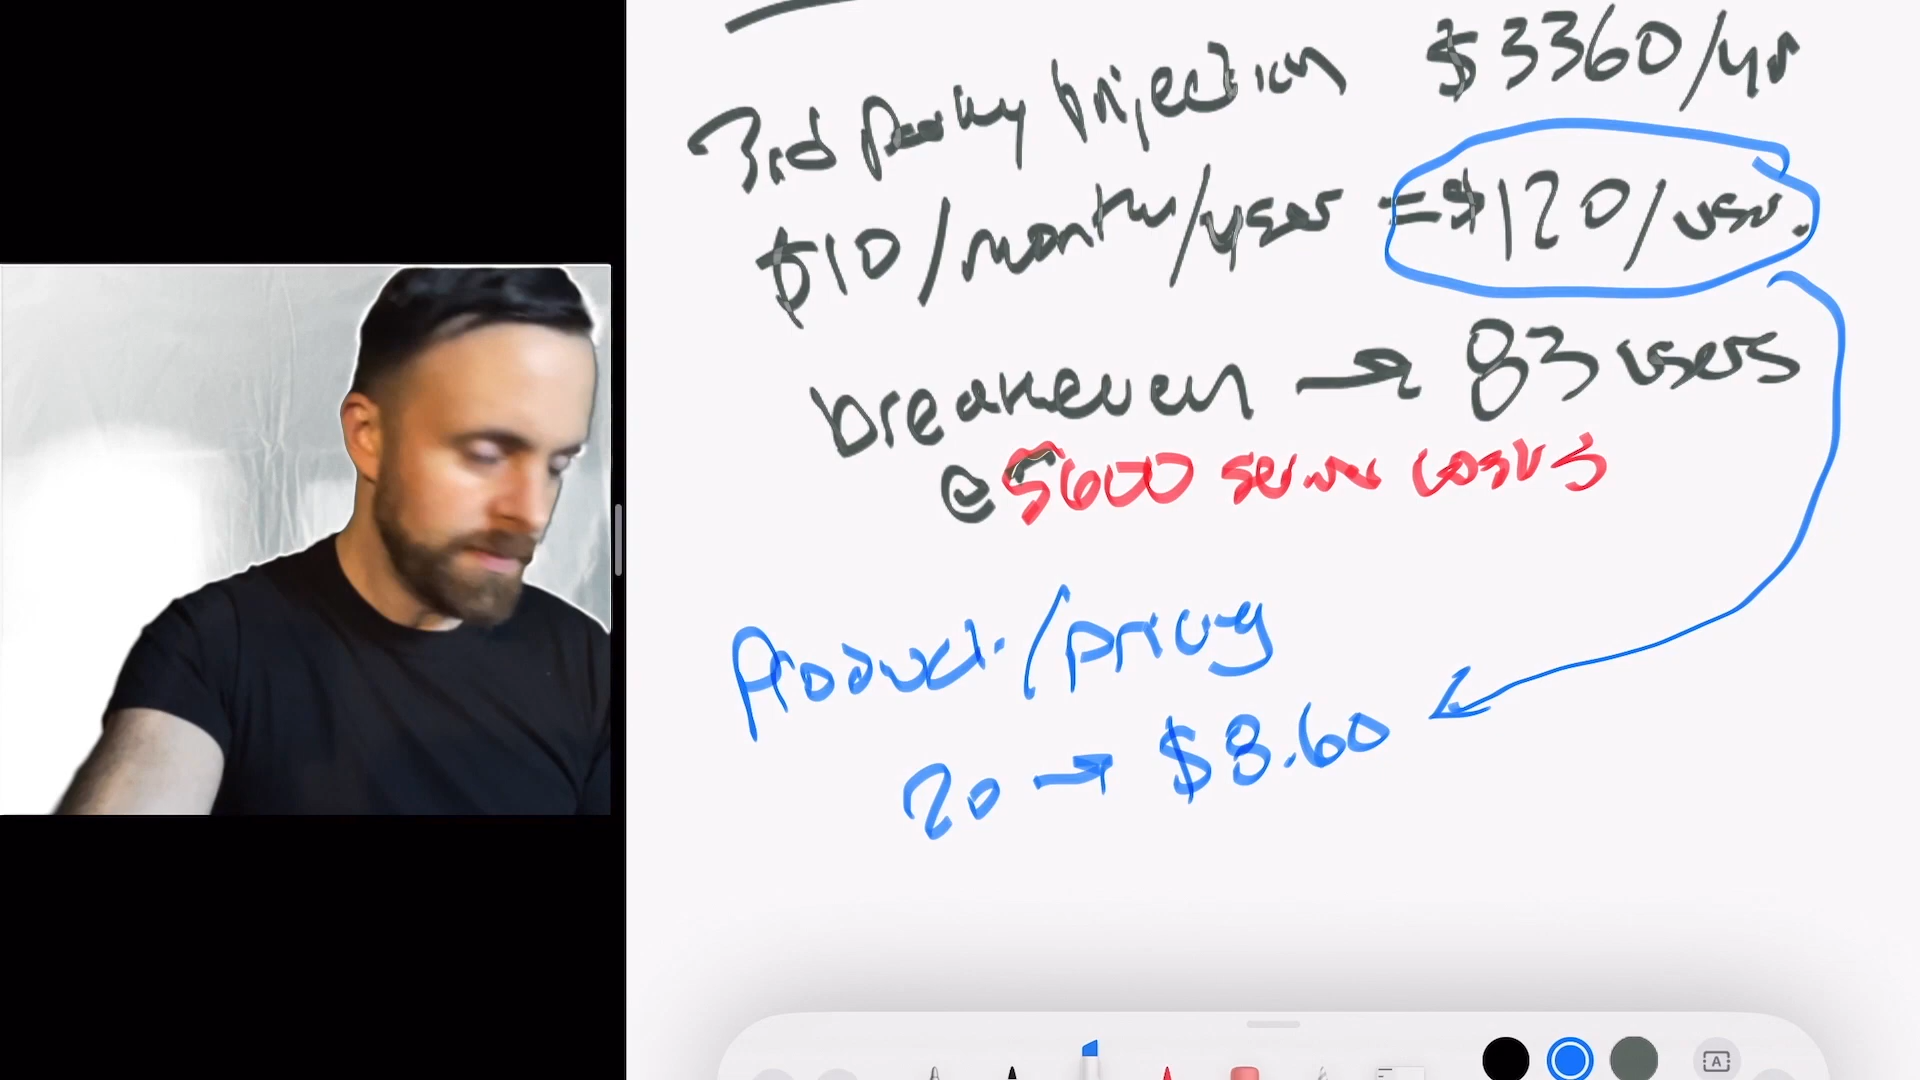 3rd party injection $3360/yr
$10/month/user = $120/user.
breakeven → 83 users
@ 5600 server costs
Product/pricing
20 → $8.60
A